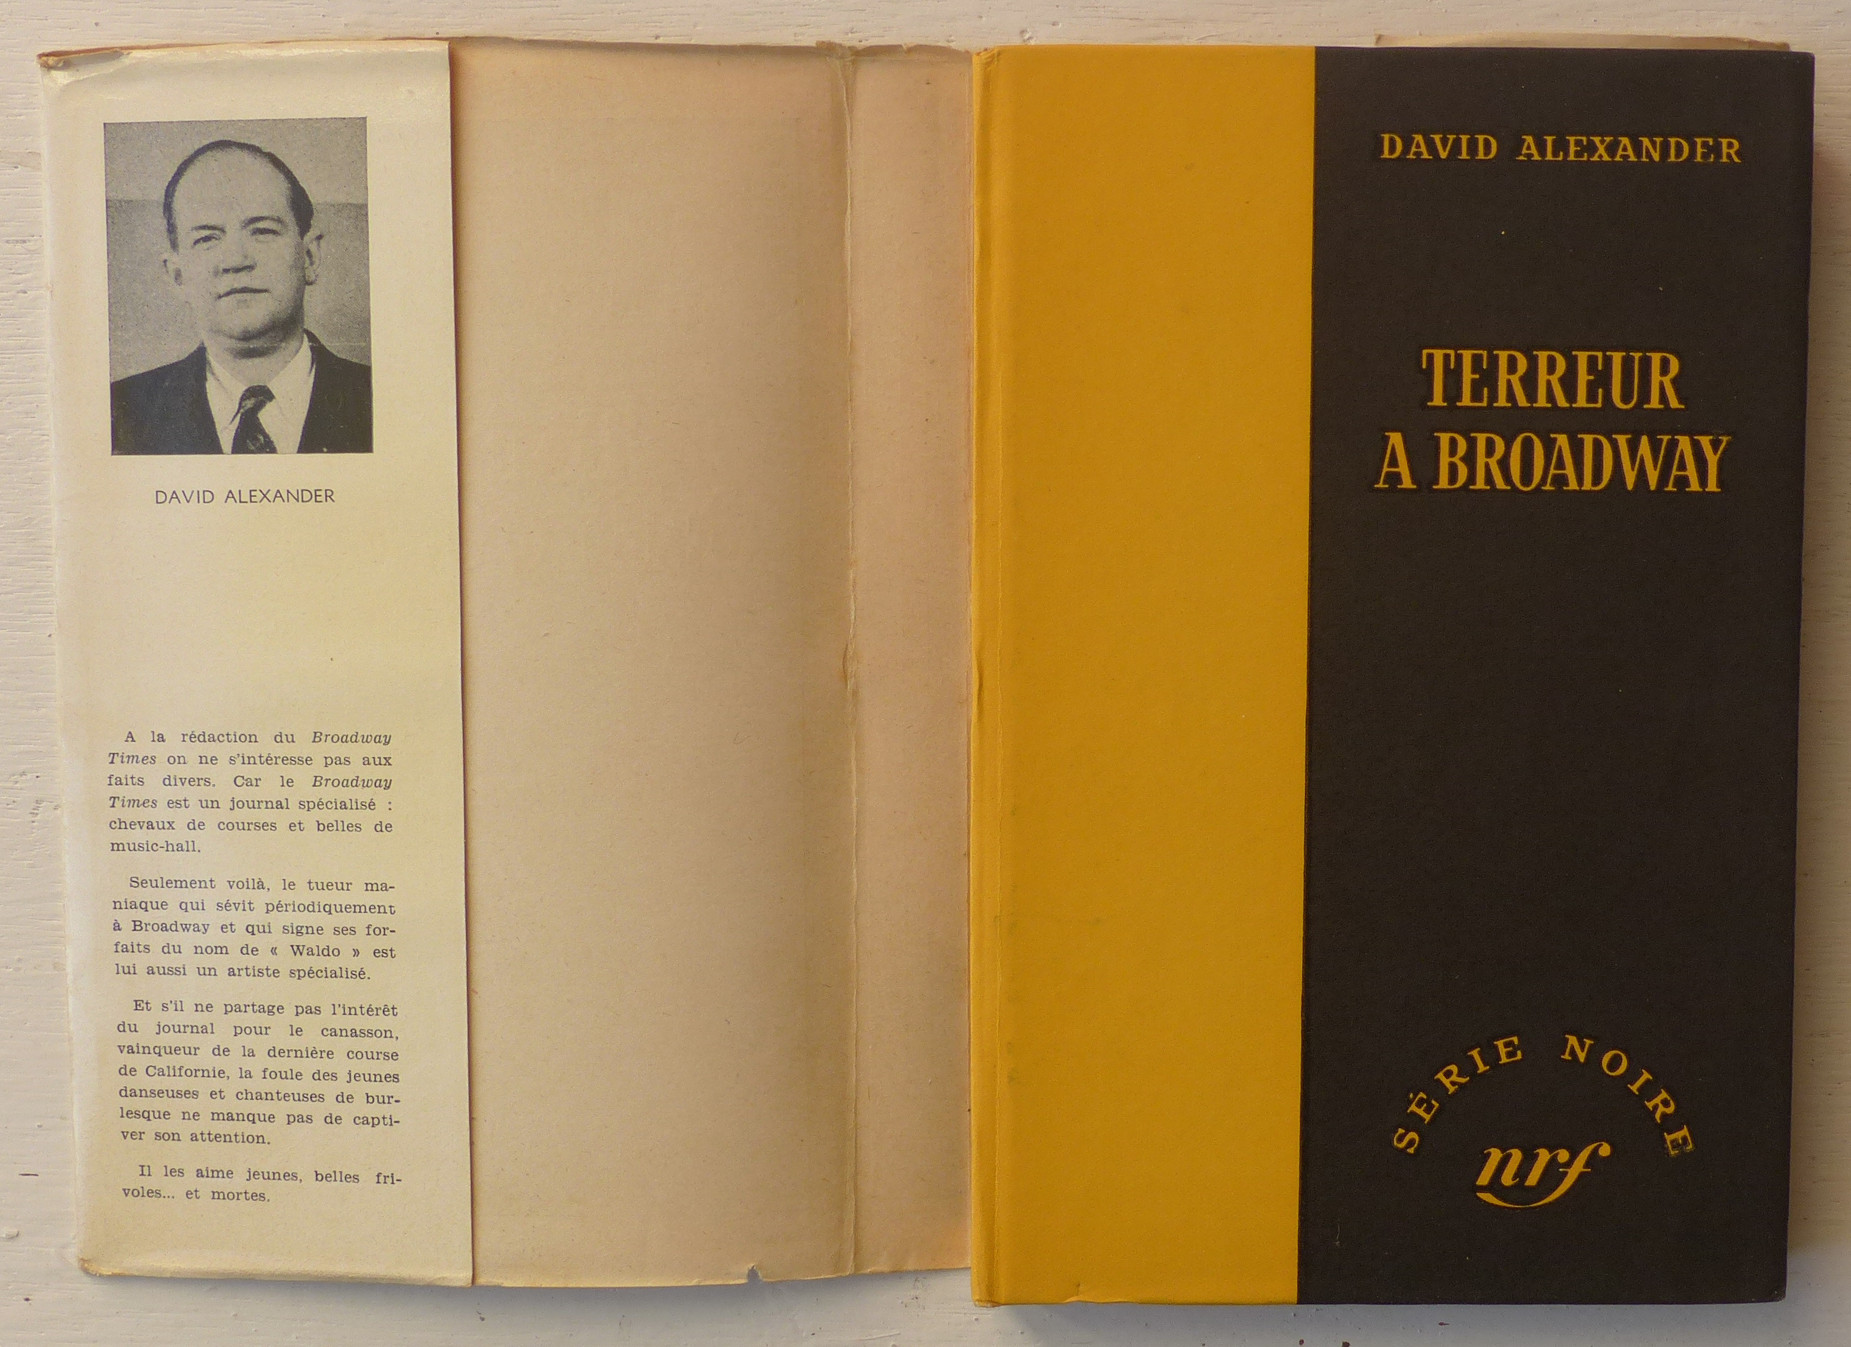 DAVID ALEXANDER
A la rédaction du Broadway
Times on ne s'intéresse pas aux
faits divers. Car le Broadway
Times est un journal spécialisé :
chevaux de courses et belles de
music-hall.
Seulement voilà, le tueur ma-
niaque qui sévit périodiquement
à Broadway et qui signe ses for-
faits du nom de « Waldo » est
lui aussi un artiste spécialisé.
Et s'il ne partage pas l'intérêt
du journal pour le canasson,
vainqueur de la dernière course
de Californie, la foule des jeunes
danseuses et chanteuses de bur-
lesque ne manque pas de capti-
ver son attention.
Il les aime jeunes, belles fri-
voles... et mortes.
DAVID ALEXANDER
TERREUR
A BROADWAY
SÉRIE NOIRE
nrf